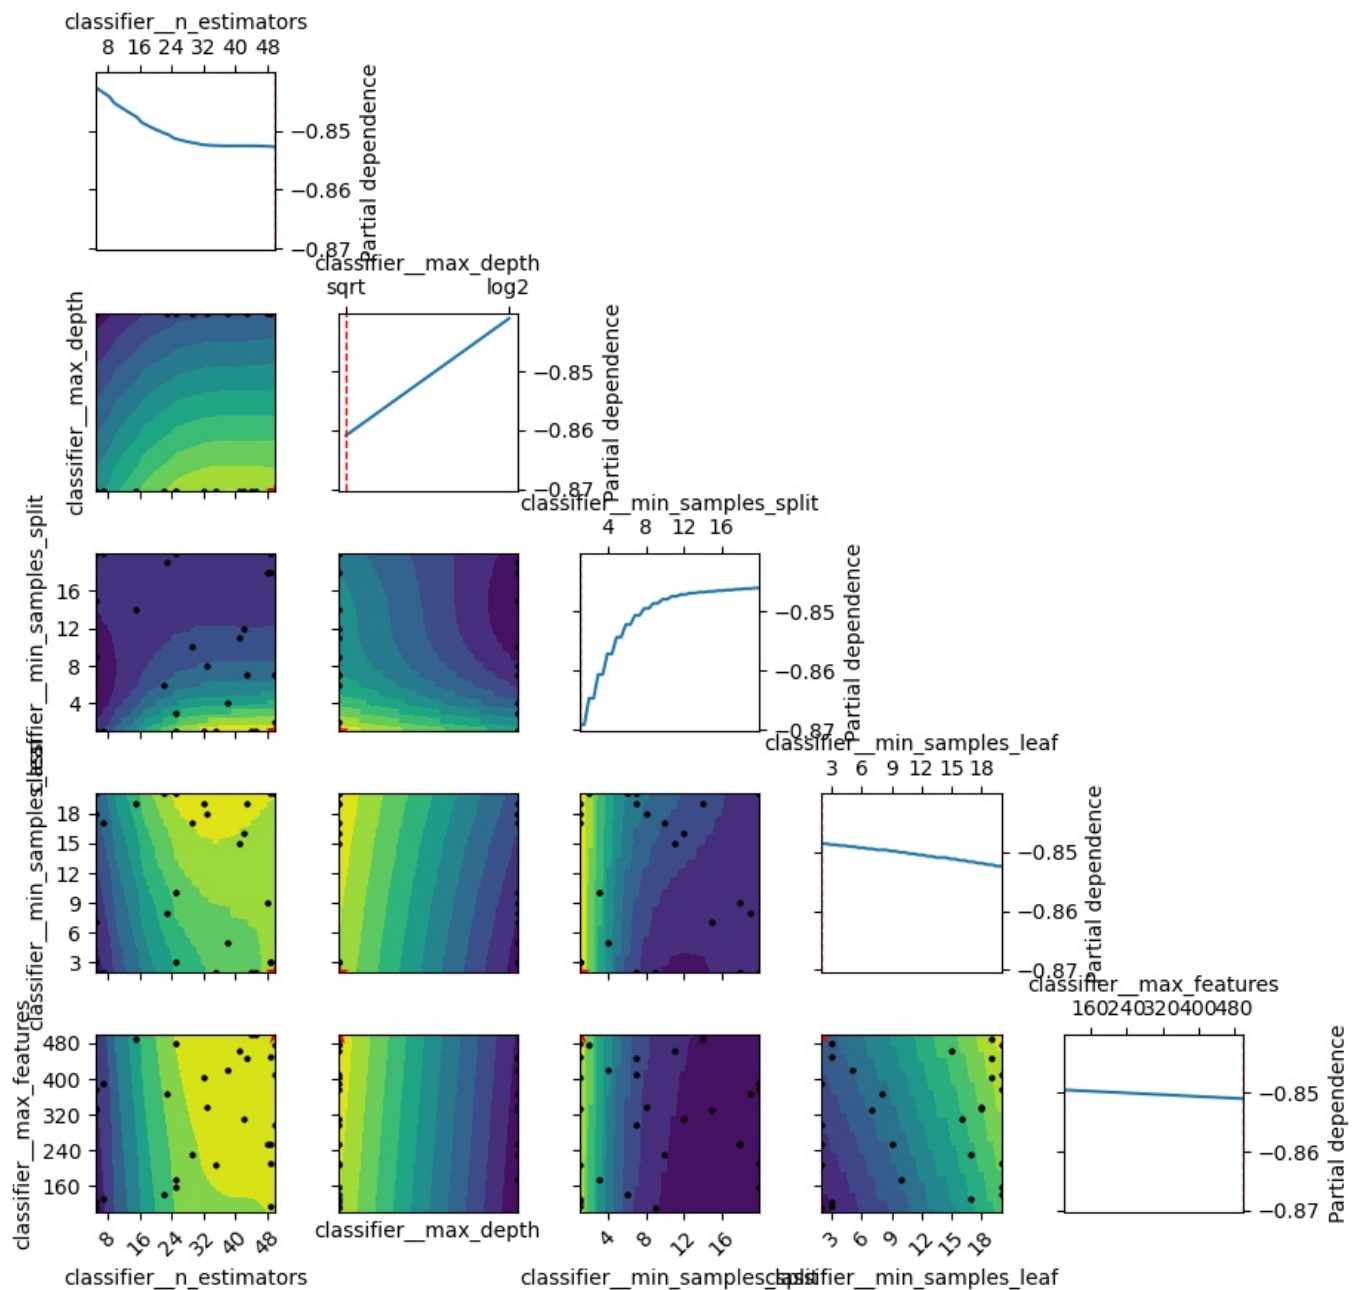 classifier__n_estimators
8 16 24 32 40 48
Partial dependence
−0.85
−0.86
−0.87
classifier__max_depth
sqrt log2
classifier__max_depth
Partial dependence
−0.85
−0.86
−0.87
classifier__min_samples_split
4 8 12 16
classifier__min_samples_split
16
12
8
4
Partial dependence
−0.85
−0.86
−0.87
classifier__min_samples_leaf
3 6 9 12 15 18
classifier__min_samples_leaf
18
15
12
9
6
3
Partial dependence
−0.85
−0.86
−0.87
classifier__max_features
160 240 320 400 480
classifier__max_features
480
400
320
240
160
Partial dependence
−0.85
−0.86
−0.87
8 16 24 32 40 48
classifier__n_estimators
classifier__max_depth
4 8 12 16
classifier__min_samples_split
3 6 9 12 15 18
classifier__min_samples_leaf